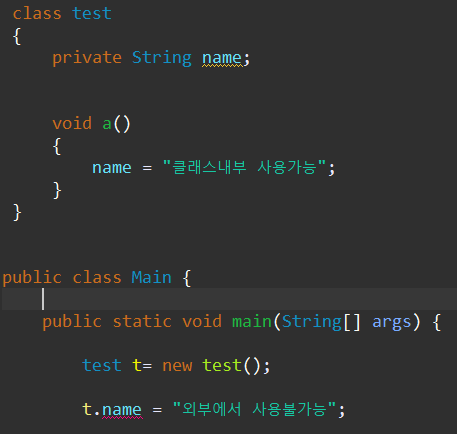 class test
{
private String name;
void a()
{
name = "클래스내부 사용가능";
}
}
public class Main {
public static void main(String[] args) {
test t= new test();
t.name = "외부에서 사용불가능";